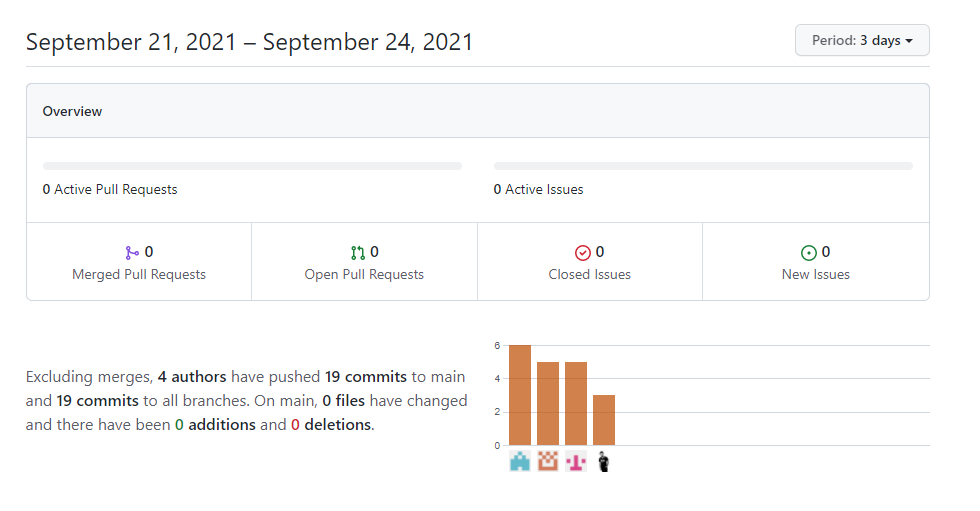 September 21, 2021 – September 24, 2021
Period: 3 days
Overview
0 Active Pull Requests
0 Active Issues
0
Merged Pull Requests
0
Open Pull Requests
0
Closed Issues
0
New Issues
Excluding merges, 4 authors have pushed 19 commits to main
and 19 commits to all branches. On main, 0 files have changed
and there have been 0 additions and 0 deletions.
6
4
2
0